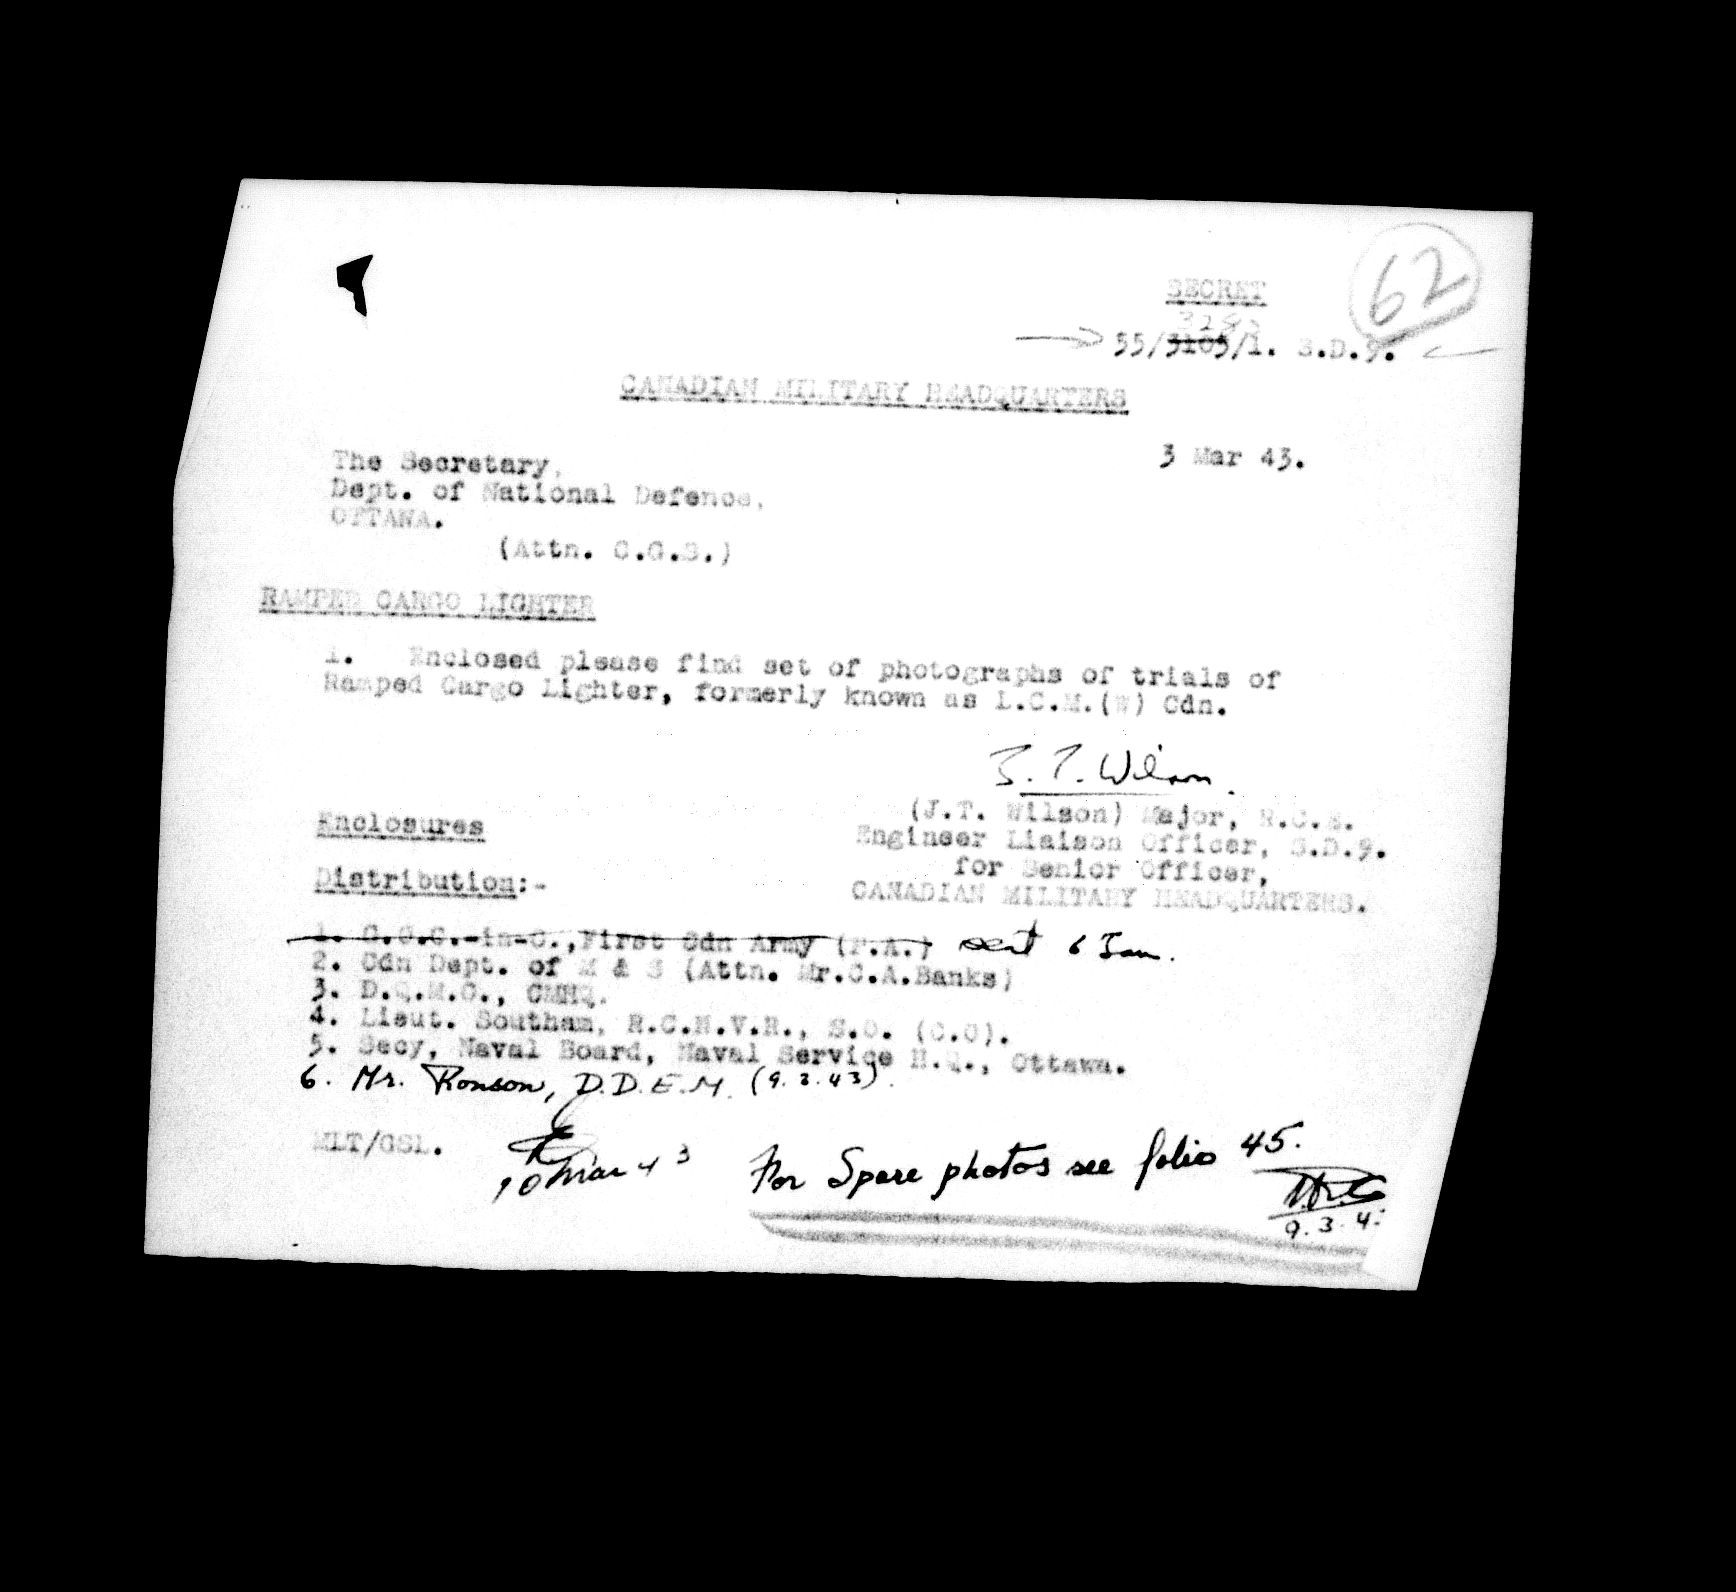 62
SECRET
55/3105/1. S.D.9.
CANADIAN MILITARY HEADQUARTERS
3 Mar 43.
The Secretary,
Dept. of National Defence,
OTTAWA.
(Attn. C.G.S.)
RAMPED CARGO LIGHTER
1. Enclosed please find set of photographs of trials of
Ramped Cargo Lighter, formerly known as L.C.M.(W) Cdn.
J. T. Wilson.
(J.T. Wilson) Major, R.C.E.
Engineer Liaison Officer, S.D.9.
for Senior Officer,
CANADIAN MILITARY HEADQUARTERS.
Enclosures
Distribution:-
1. G.O.C.-in-C., First Cdn Army (P.A.) sent 6 Jan.
2. Cdn Dept. of M & S (Attn. Mr.C.A.Banks)
3. D.Q.M.G., CMHQ.
4. Lieut. Southam, R.C.N.V.R., S.O. (C.O).
5. Secy, Naval Board, Naval Service H.Q., Ottawa.
6. Mr. Ronson, D.D.E.M. (9.3.43).
MLT/GSL.
10 Mar 43
For Spare photos see folio 45.
9.3.4